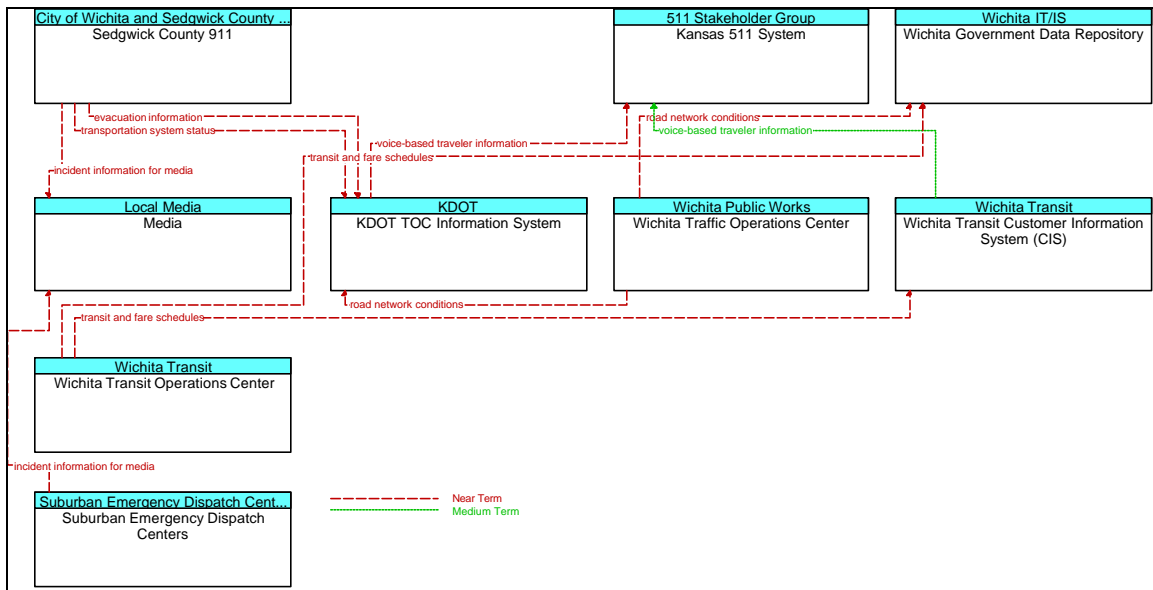 City of Wichita and Sedgwick County ...
Sedgwick County 911
511 Stakeholder Group
Kansas 511 System
Wichita IT/IS
Wichita Government Data Repository
evacuation information
road network conditions
transportation system status
voice-based traveler information
voice-based traveler information
transit and fare schedules
incident information for media
Local Media
Media
KDOT
KDOT TOC Information System
Wichita Public Works
Wichita Traffic Operations Center
Wichita Transit
Wichita Transit Customer Information
System (CIS)
road network conditions
transit and fare schedules
Wichita Transit
Wichita Transit Operations Center
incident information for media
Suburban Emergency Dispatch Cent...
Suburban Emergency Dispatch
Centers
Near Term
Medium Term